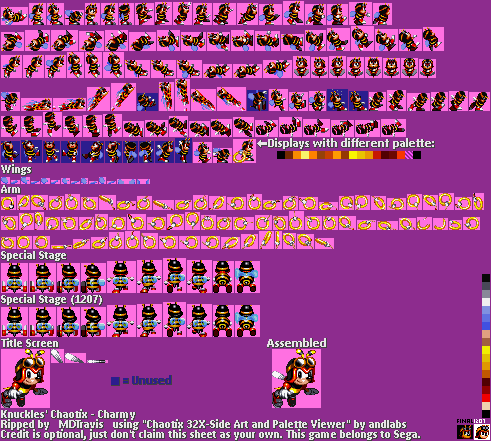 ←Displays with different palette:
Wings
Arm
Special Stage
Special Stage (1207)
Title Screen
Assembled
= Unused
Knuckles' Chaotix - Charmy
Ripped by MDTravis using "Chaotix 32X-Side Art and Palette Viewer" by andlabs
Credit is optional, just don't claim this sheet as your own. This game belongs to Sega.
FINAL 1207